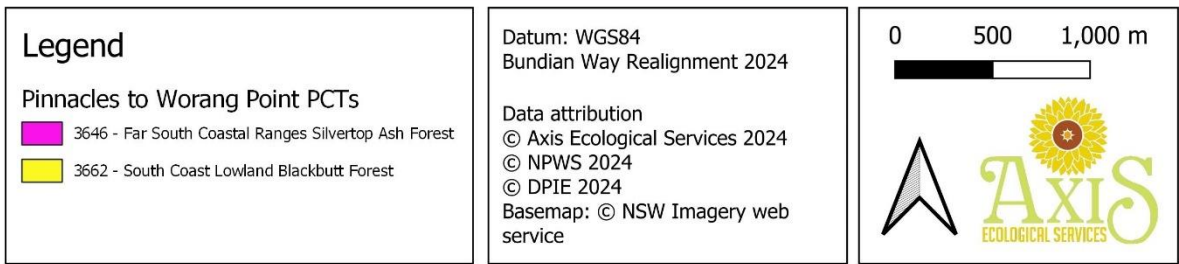 Legend
Pinnacles to Worang Point PCTs
3646 - Far South Coastal Ranges Silvertop Ash Forest
3662 - South Coast Lowland Blackbutt Forest
Datum: WGS84
Bundian Way Realignment 2024
Data attribution
© Axis Ecological Services 2024
© NPWS 2024
© DPIE 2024
Basemap: © NSW Imagery web
service
0 500 1,000 m
AXIS
ECOLOGICAL SERVICES